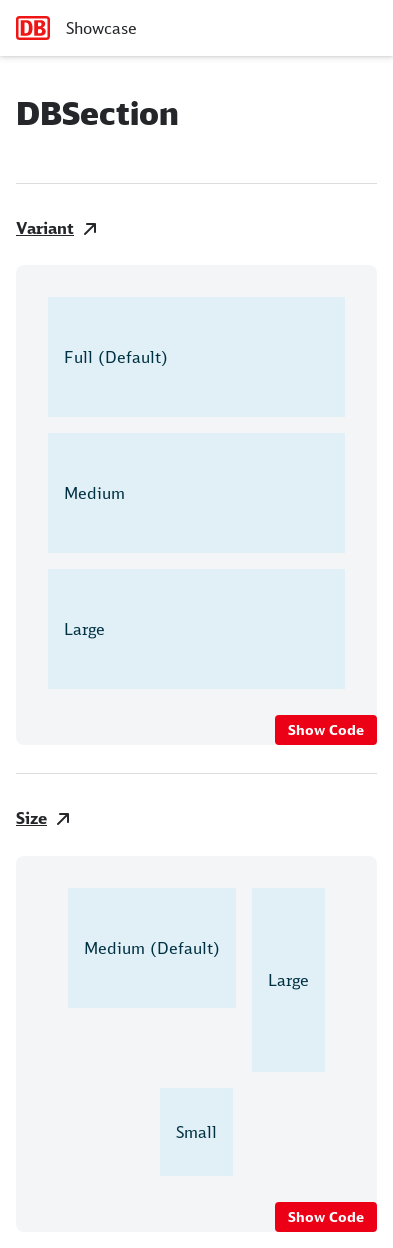 DB Showcase
DBSection
Variant
Full (Default)
Medium
Large
Show Code
Size
Medium (Default)
Large
Small
Show Code